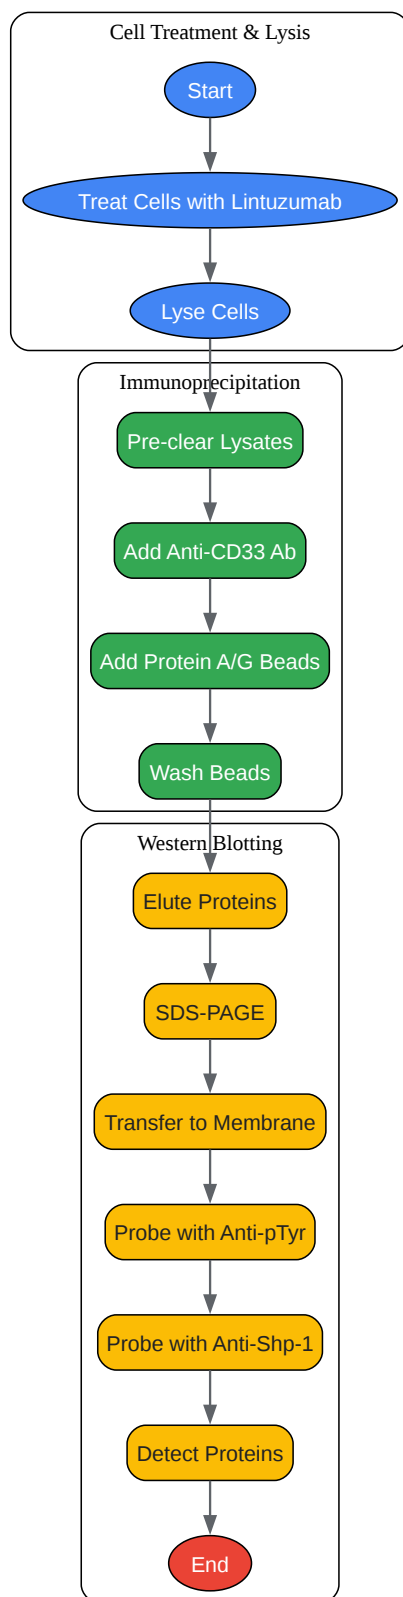 Cell Treatment & Lysis
Start
Treat Cells with Lintuzumab
Lyse Cells
Immunoprecipitation
Pre-clear Lysates
Add Anti-CD33 Ab
Add Protein A/G Beads
Wash Beads
Western Blotting
Elute Proteins
SDS-PAGE
Transfer to Membrane
Probe with Anti-pTyr
Probe with Anti-Shp-1
Detect Proteins
End